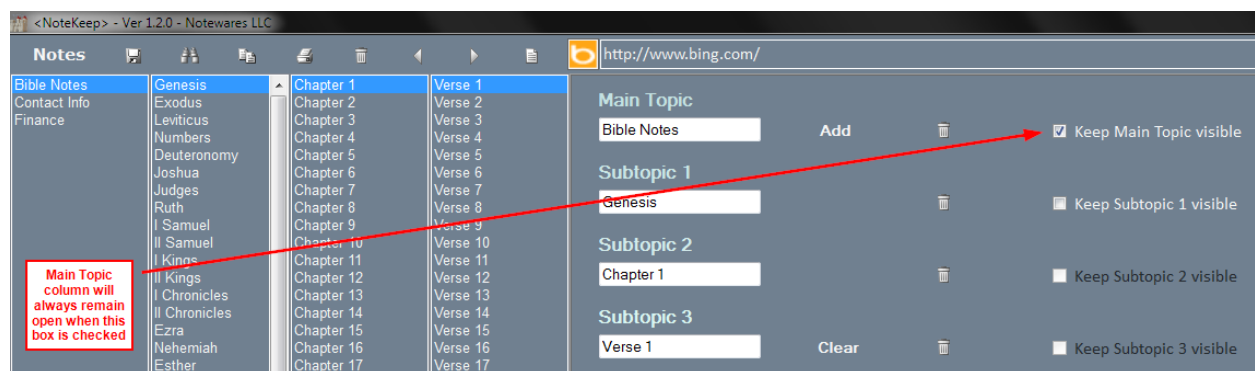 <NoteKeep> - Ver 1.2.0 - Notewares LLC
Notes
http://www.bing.com/
Bible Notes
Contact Info
Finance
Genesis
Exodus
Leviticus
Numbers
Deuteronomy
Joshua
Judges
Ruth
I Samuel
II Samuel
I Kings
II Kings
I Chronicles
II Chronicles
Ezra
Nehemiah
Esther
Chapter 1
Chapter 2
Chapter 3
Chapter 4
Chapter 5
Chapter 6
Chapter 7
Chapter 8
Chapter 9
Chapter 10
Chapter 11
Chapter 12
Chapter 13
Chapter 14
Chapter 15
Chapter 16
Chapter 17
Verse 1
Verse 2
Verse 3
Verse 4
Verse 5
Verse 6
Verse 7
Verse 8
Verse 9
Verse 10
Verse 11
Verse 12
Verse 13
Verse 14
Verse 15
Verse 16
Verse 17
Main Topic
column will
always remain
open when this
box is checked
Main Topic
Bible Notes Add Keep Main Topic visible
Subtopic 1
Genesis Keep Subtopic 1 visible
Subtopic 2
Chapter 1 Keep Subtopic 2 visible
Subtopic 3
Verse 1 Clear Keep Subtopic 3 visible